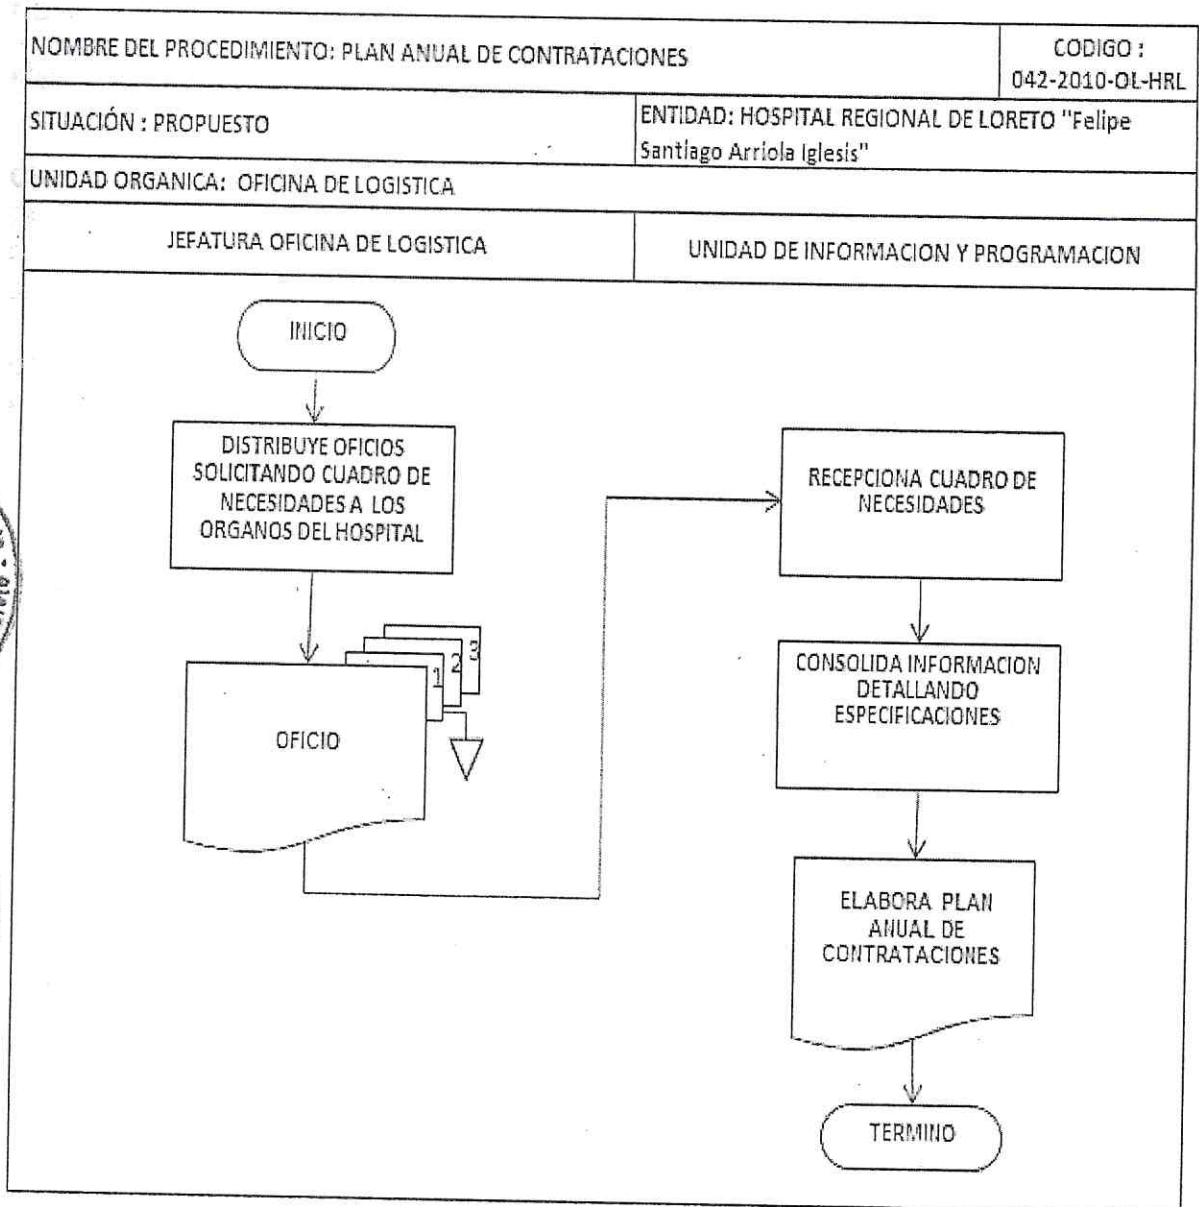 NOMBRE DEL PROCEDIMIENTO: PLAN ANUAL DE CONTRATACIONES
CODIGO :
042-2010-OL-HRL
SITUACIÓN : PROPUESTO
ENTIDAD: HOSPITAL REGIONAL DE LORETO "Felipe
Santiago Arriola Iglesis"
UNIDAD ORGANICA: OFICINA DE LOGISTICA
JEFATURA OFICINA DE LOGISTICA
UNIDAD DE INFORMACION Y PROGRAMACION
INICIO
DISTRIBUYE OFICIOS
SOLICITANDO CUADRO DE
NECESIDADES A LOS
ORGANOS DEL HOSPITAL
OFICIO
1
2
3
RECEPCIONA CUADRO DE
NECESIDADES
CONSOLIDA INFORMACION
DETALLANDO
ESPECIFICACIONES
ELABORA PLAN
ANUAL DE
CONTRATACIONES
TERMINO